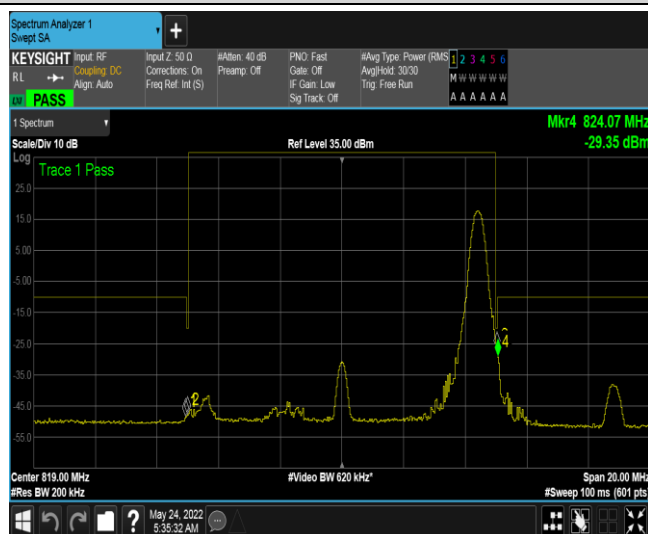 Spectrum Analyzer 1
Swept SA
KEYSIGHT
RL
Input: RF
Coupling: DC
Align: Auto
Input Z: 50 Ω
Corrections: On
Freq Ref: Int (S)
#Atten: 40 dB
Preamp: Off
PNO: Fast
Gate: Off
IF Gain: Low
Sig Track: Off
#Avg Type: Power (RMS
Avg|Hold: 30/30
Trig: Free Run
1 2 3 4 5 6
M W W W W W
A A A A A A
PASS
1 Spectrum
Mkr4 824.07 MHz
Scale/Div 10 dB
Ref Level 35.00 dBm
-29.35 dBm
Log
Trace 1 Pass
25.0
15.0
5.00
-5.00
-15.0
-25.0
-35.0
-45.0
-55.0
2
4
Center 819.00 MHz
#Video BW 620 kHz*
Span 20.00 MHz
#Res BW 200 kHz
#Sweep 100 ms (601 pts)
?
May 24, 2022
5:35:32 AM